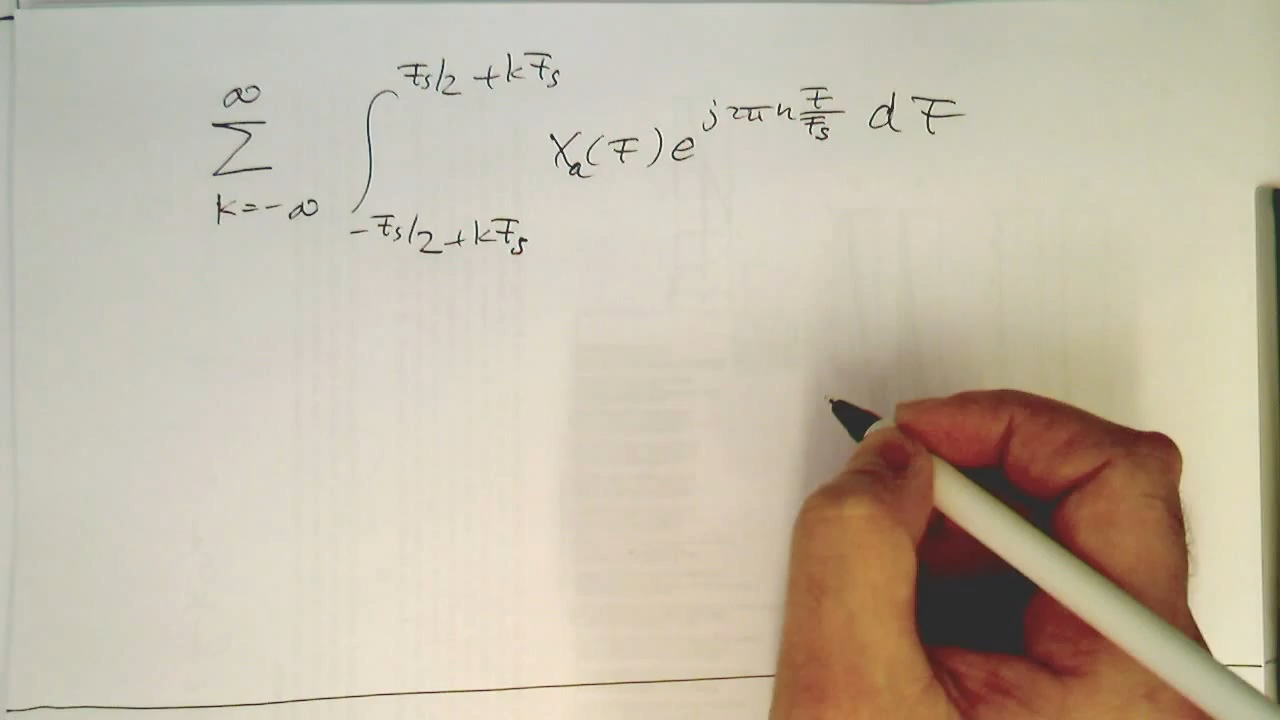 ∞ Fs/2 + kFs
∑ ∫ Xa(F) e^{j2πn F/Fs} dF
k=-∞ -Fs/2 + kFs